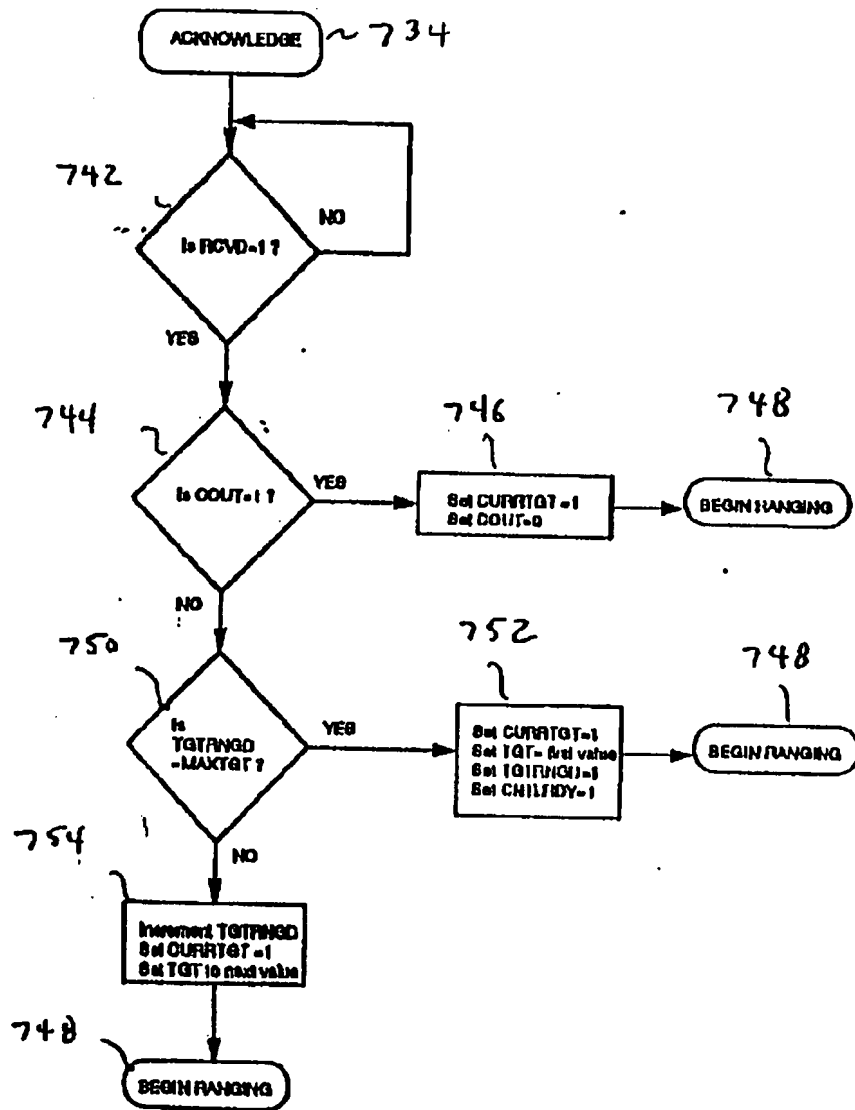 ACKNOWLEDGE
734
742
Is RCVD=1 ?
NO
YES
744
Is COUT=1 ?
YES
746
Set CURRTGT=1
Set COUT=0
748
BEGIN RANGING
NO
750
Is
TGTRNGD
=MAXTGT ?
YES
752
Set CURRTGT=1
Set TGT= first value
Set TGTRNGD=1
748
BEGIN RANGING
NO
754
Increment TGTRNGD
Set CURRTGT=1
Set TGT to next value
748
BEGIN RANGING